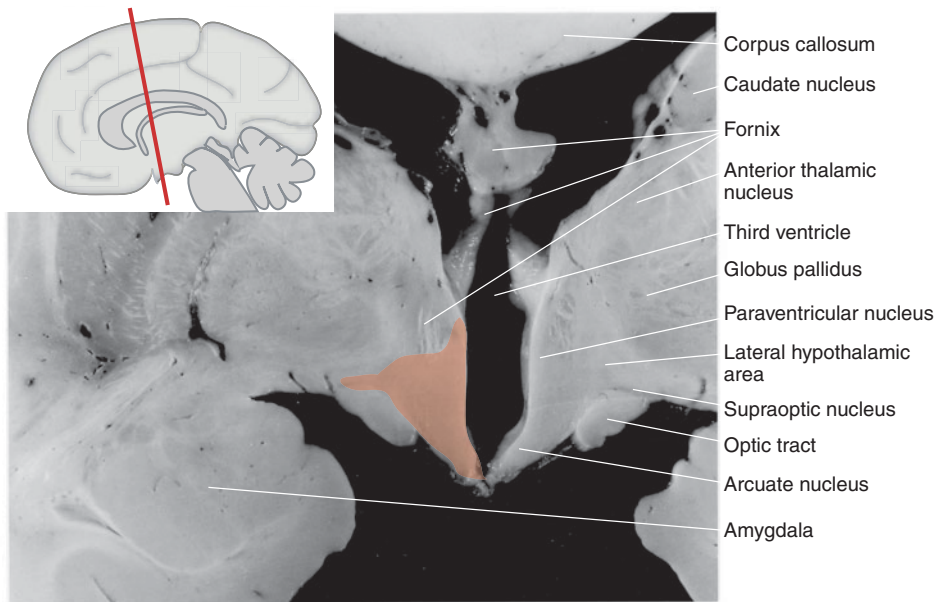 Corpus callosum
Caudate nucleus
Fornix
Anterior thalamic
nucleus
Third ventricle
Globus pallidus
Paraventricular nucleus
Lateral hypothalamic
area
Supraoptic nucleus
Optic tract
Arcuate nucleus
Amygdala